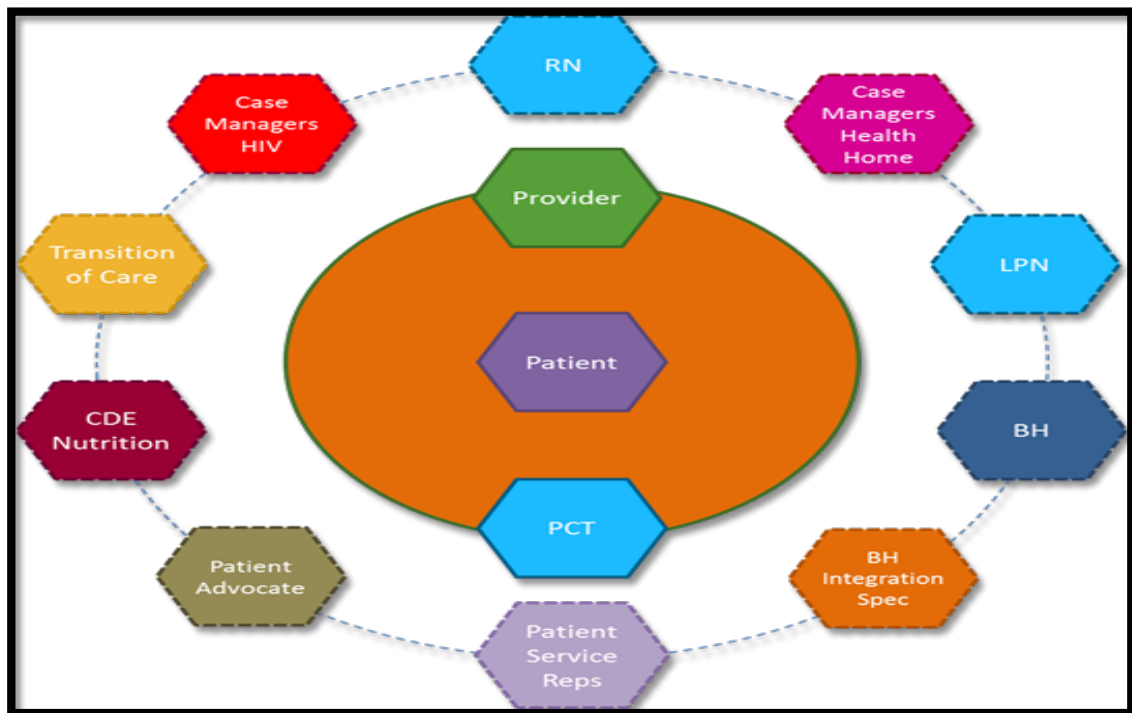 RN
Case
Managers
HIV
Case
Managers
Health
Home
Provider
Transition
of Care
LPN
Patient
CDE
Nutrition
BH
PCT
Patient
Advocate
BH
Integration
Spec
Patient
Service
Reps